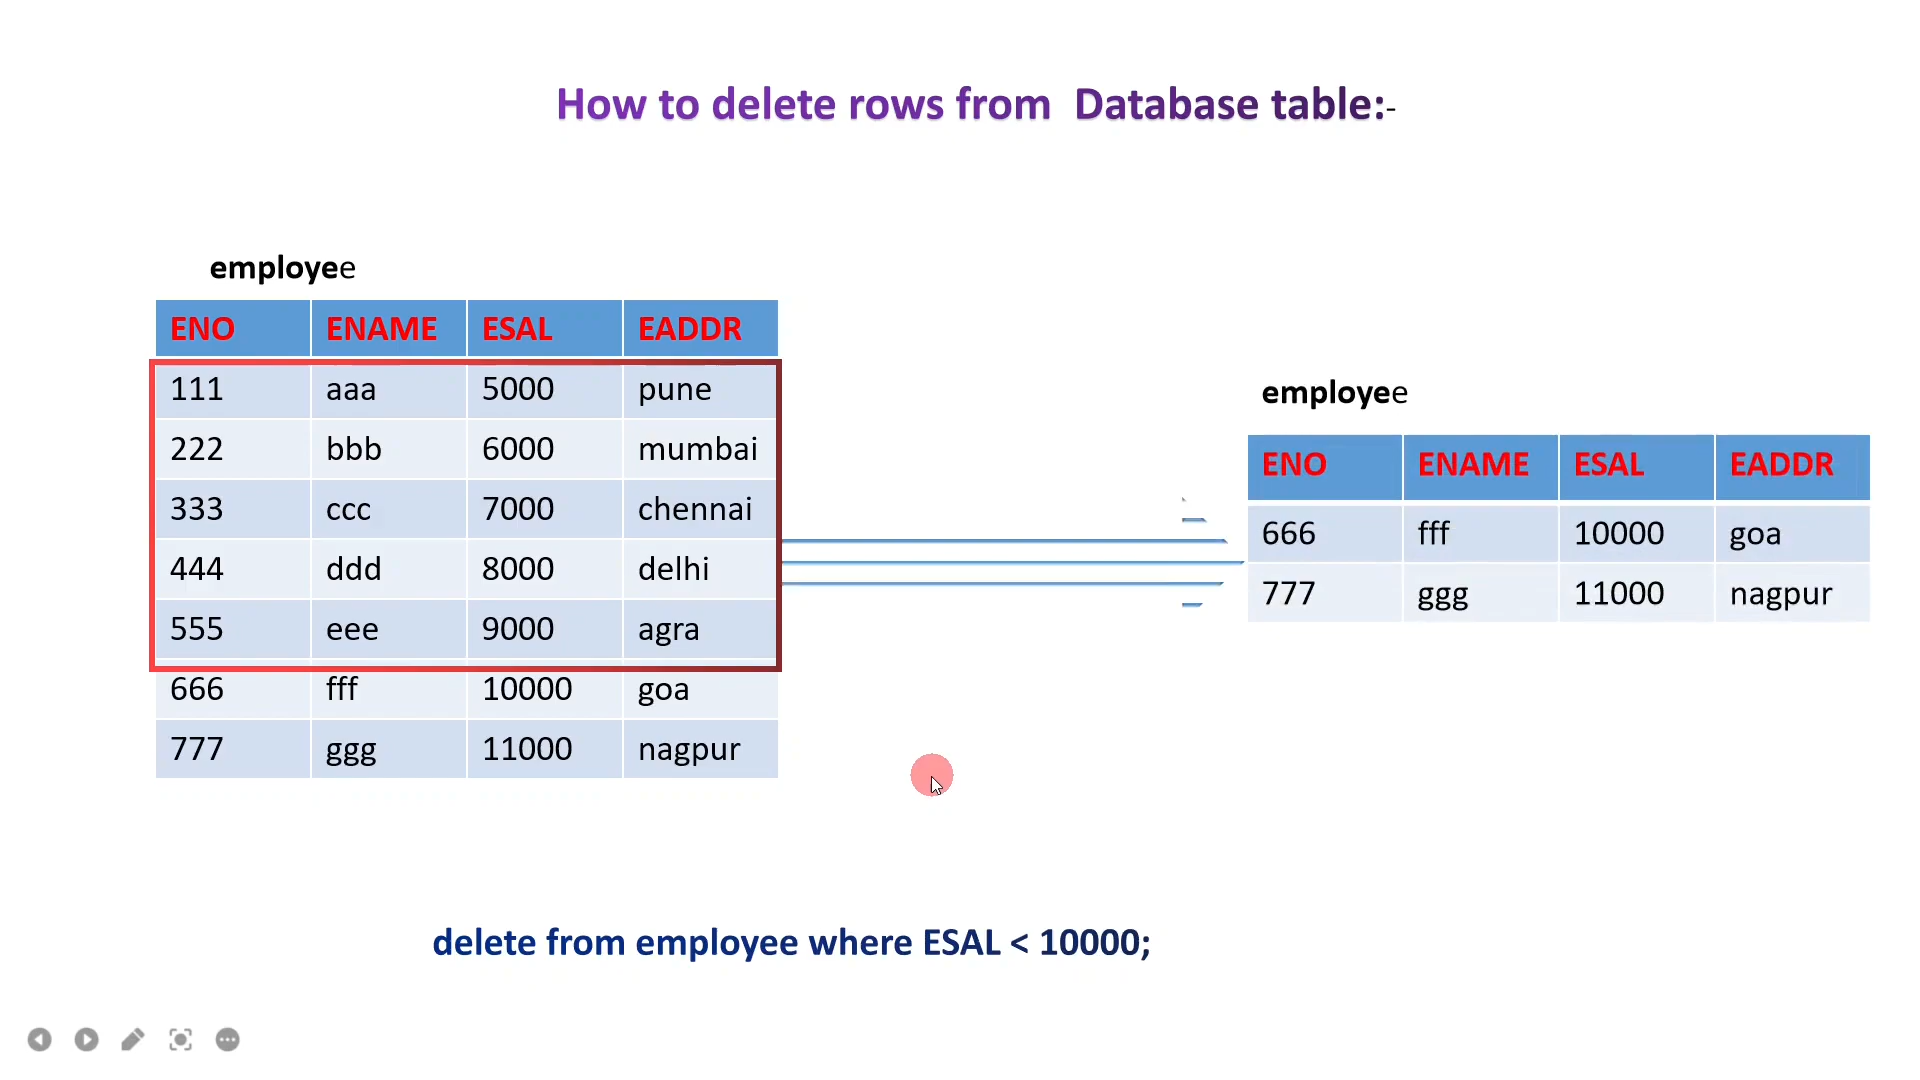 How to delete rows from  Database table:-
employee
ENO ENAME ESAL EADDR
111 aaa 5000 pune
222 bbb 6000 mumbai
333 ccc 7000 chennai
444 ddd 8000 delhi
555 eee 9000 agra
666 fff 10000 goa
777 ggg 11000 nagpur
employee
ENO ENAME ESAL EADDR
666 fff 10000 goa
777 ggg 11000 nagpur
delete from employee where ESAL < 10000;